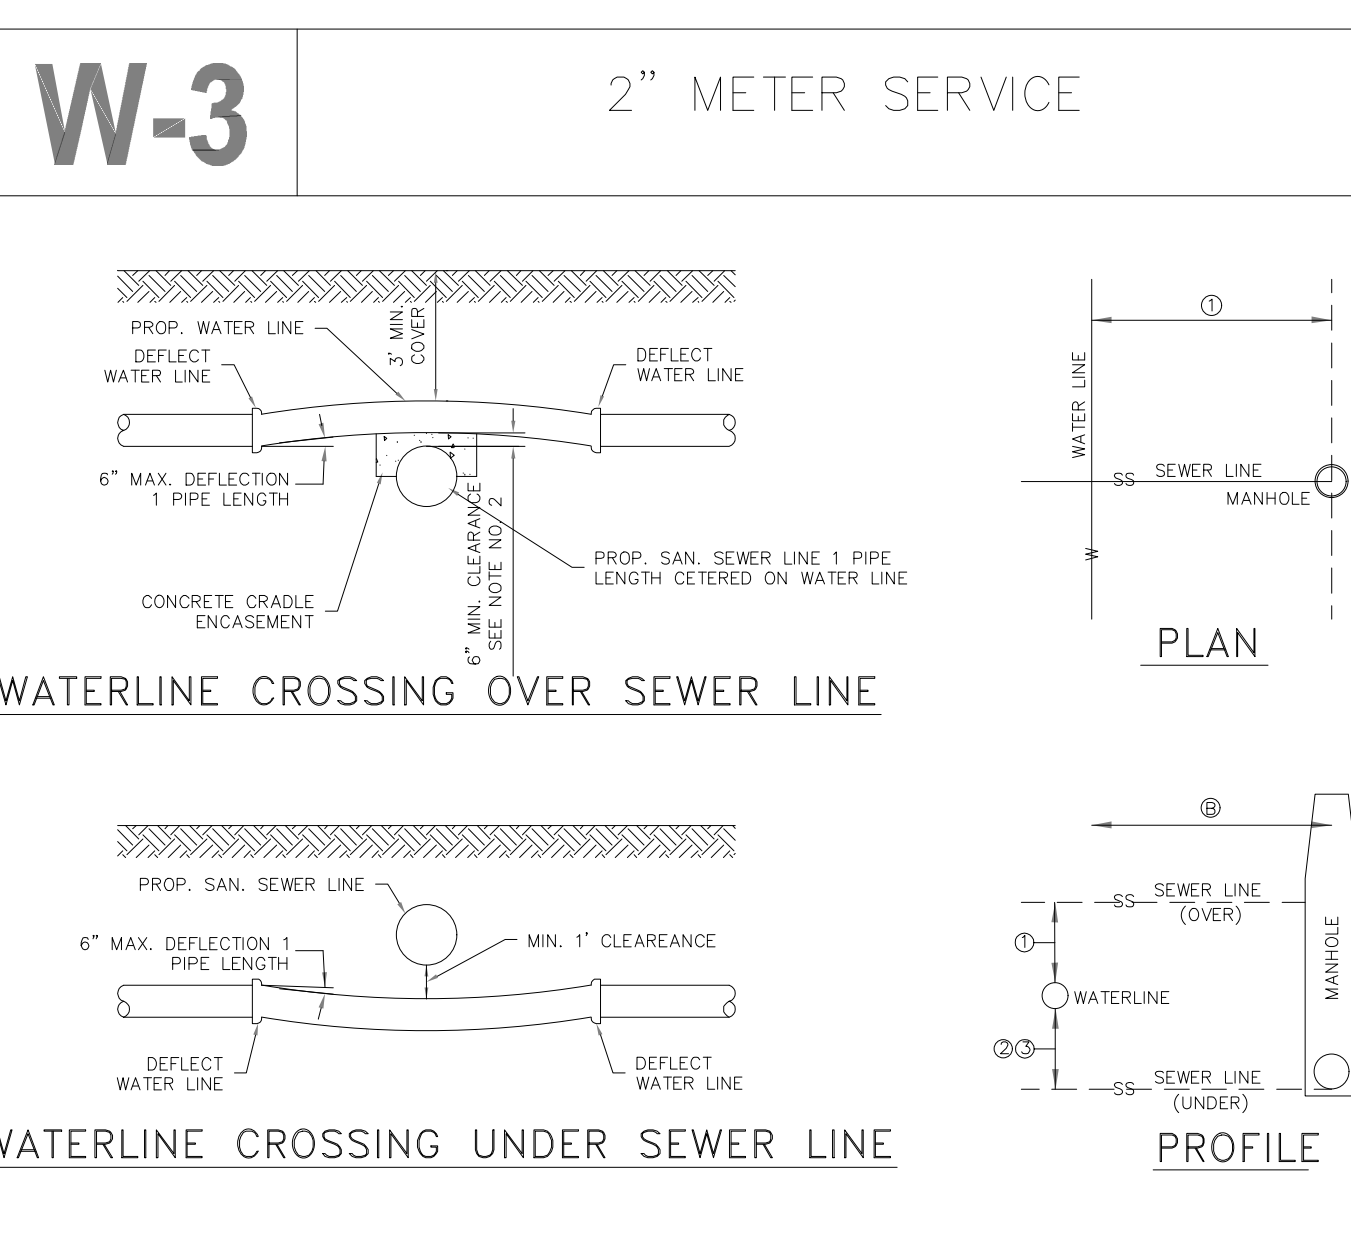 W-3
2” METER SERVICE
PROP. WATER LINE
3' MIN.
COVER
DEFLECT
WATER LINE
DEFLECT
WATER LINE
6” MAX. DEFLECTION
1 PIPE LENGTH
6” MIN. CLEARANCE
SEE NOTE NO. 2
PROP. SAN. SEWER LINE 1 PIPE
LENGTH CETERED ON WATER LINE
CONCRETE CRADLE
ENCASEMENT
WATERLINE CROSSING OVER SEWER LINE
1
WATER LINE
SS
SEWER LINE
MANHOLE
W
PLAN
PROP. SAN. SEWER LINE
6” MAX. DEFLECTION 1
PIPE LENGTH
MIN. 1' CLEAREANCE
DEFLECT
WATER LINE
DEFLECT
WATER LINE
WATERLINE CROSSING UNDER SEWER LINE
B
SS
SEWER LINE
(OVER)
1
WATERLINE
MANHOLE
2 3
SS
SEWER LINE
(UNDER)
PROFILE